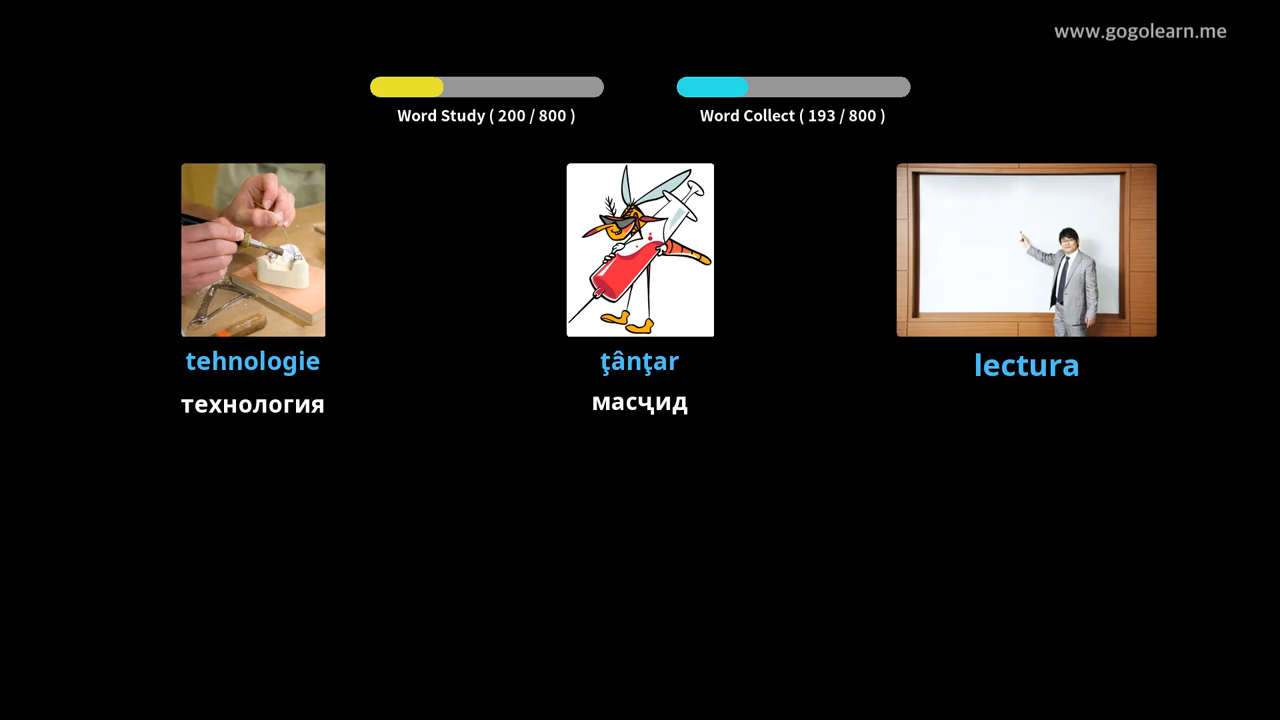 www.gogolearn.me
Word Study ( 200 / 800 )
Word Collect ( 193 / 800 )
tehnologie
ţânţar
lectura
технология
масҷид